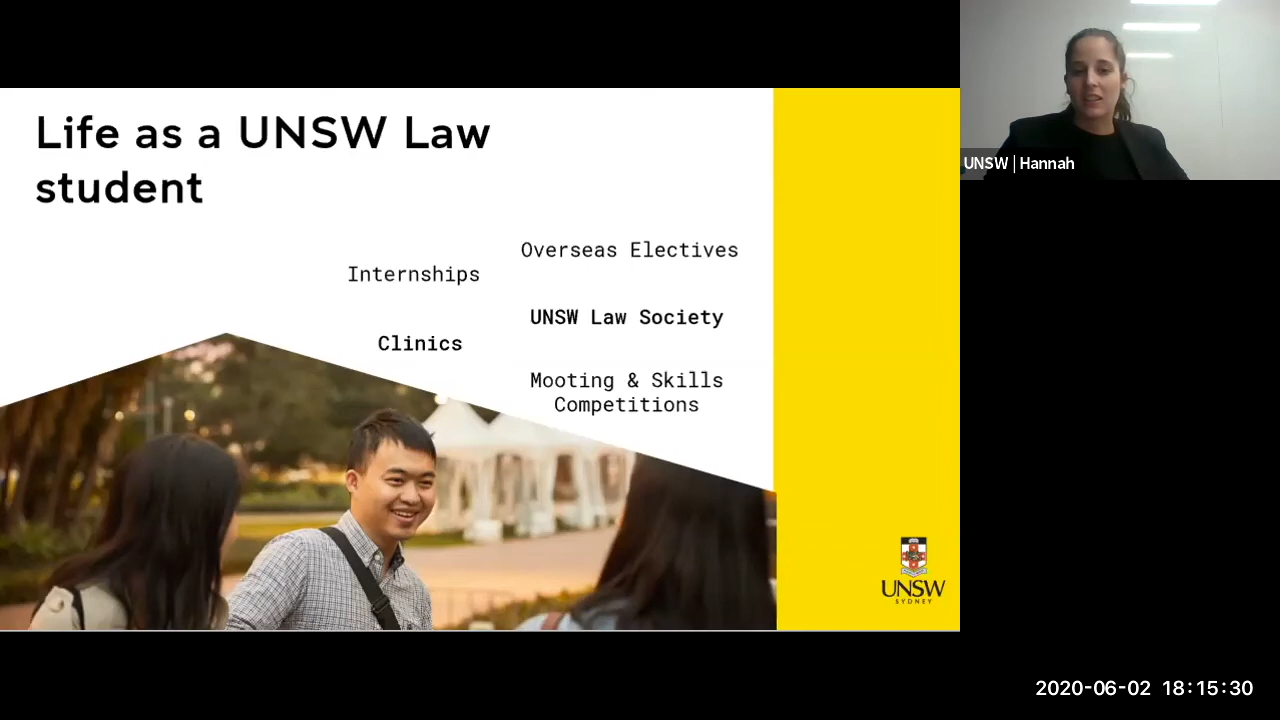 Life as a UNSW Law
student
Overseas Electives
Internships
UNSW Law Society
Clinics
Mooting & Skills
Competitions
UNSW
SYDNEY
UNSW | Hannah
2020-06-02 18:15:30